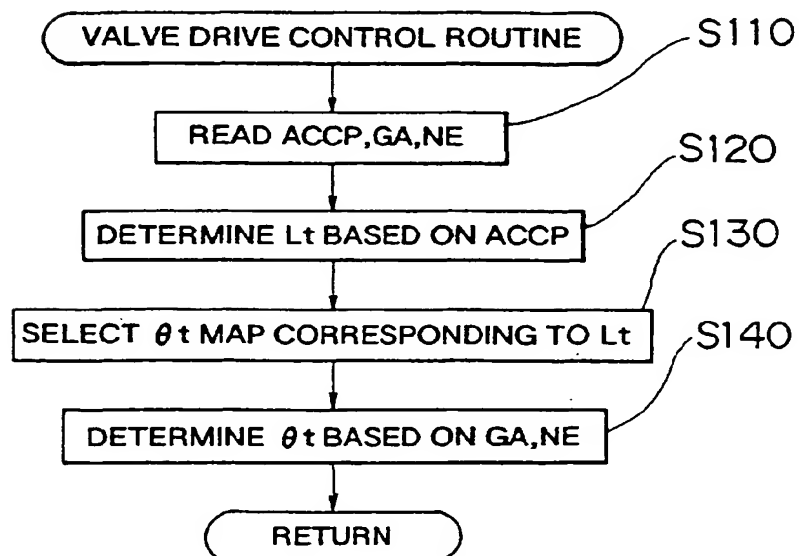 VALVE DRIVE CONTROL ROUTINE
S110
READ ACCP,GA,NE
S120
DETERMINE Lt BASED ON ACCP
S130
SELECT θt MAP CORRESPONDING TO Lt
S140
DETERMINE θt BASED ON GA,NE
RETURN